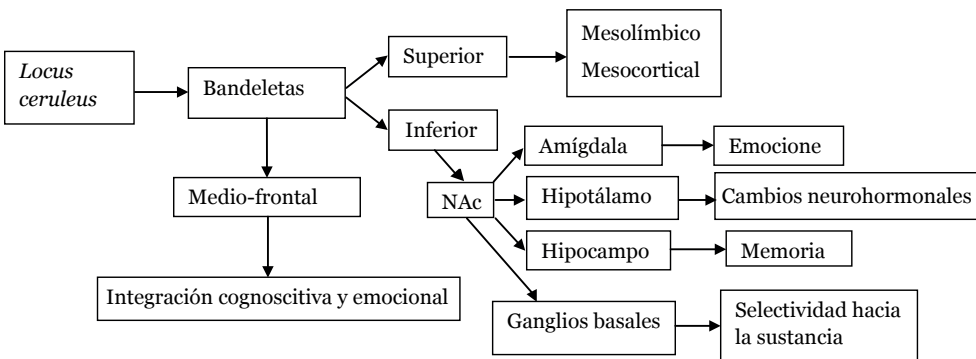 Locus
ceruleus
Bandeletas
Superior
Mesolímbico
Mesocortical
Inferior
Medio-frontal
Integración cognoscitiva y emocional
NAc
Amígdala
Emocione
Hipotálamo
Cambios neurohormonales
Hipocampo
Memoria
Ganglios basales
Selectividad hacia
la sustancia